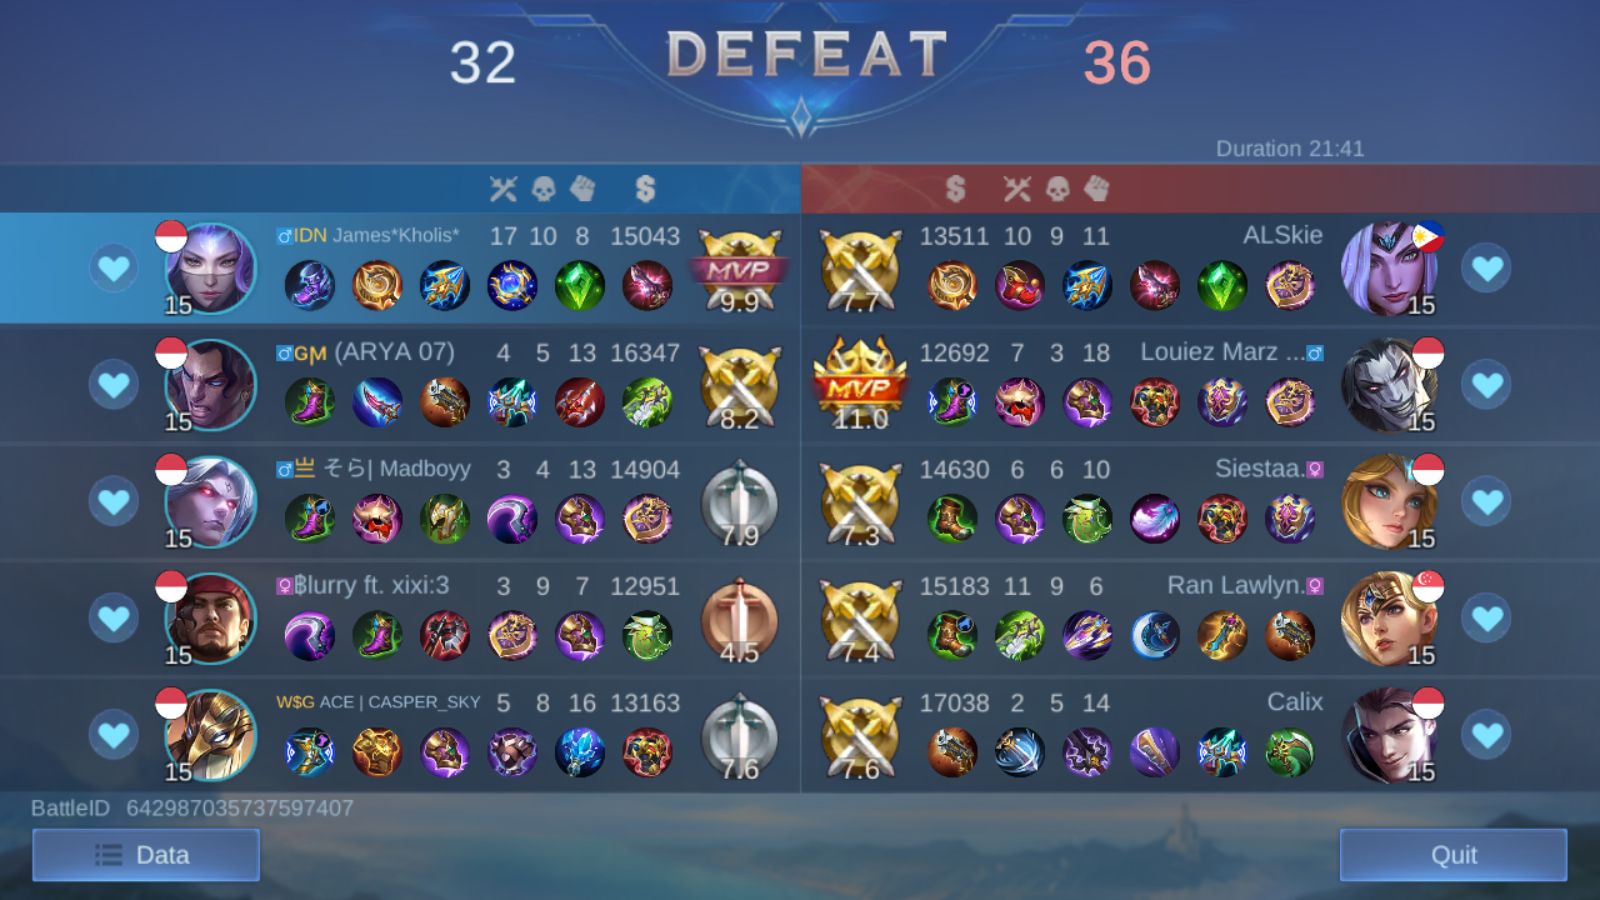 32 DEFEAT 36
Duration 21:41
IDN James*Kholis* 17 10 8 15043 MVP 9.9
15
7.7 13511 10 9 11 ALSkie
15
GM (ARYA 07) 4 5 13 16347 8.2
15
MVP 11.0 12692 7 3 18 Louiez Marz ...
15
そら| Madboyy 3 4 13 14904 7.9
15
7.3 14630 6 6 10 Siestaa.
15
฿lurry ft. xixi:3 3 9 7 12951 4.5
15
7.4 15183 11 9 6 Ran Lawlyn.
15
W$G ACE | CASPER_SKY 5 8 16 13163 7.6
15
7.6 17038 2 5 14 Calix
15
BattleID 642987035737597407
Data
Quit